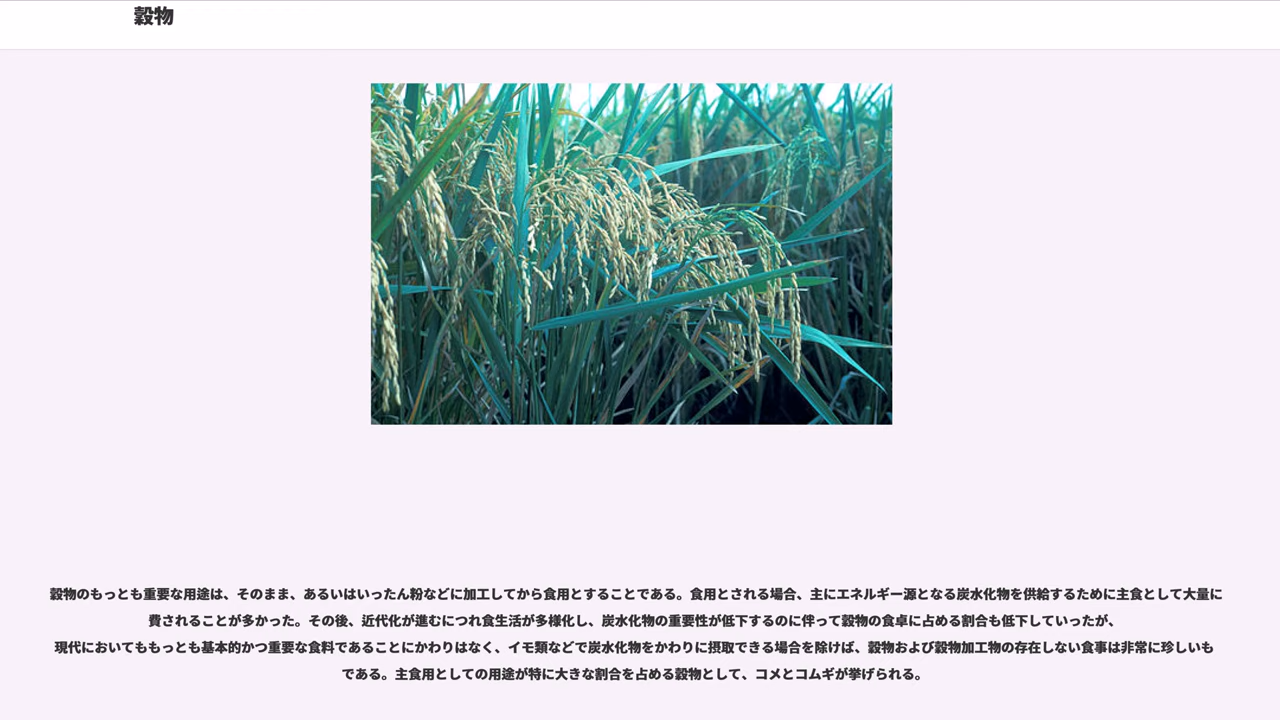 穀物
穀物のもっとも重要な用途は、そのまま、あるいはいったん粉などに加工してから食用とすることである。食用とされる場合、主にエネルギー源となる炭水化物を供給するために主食として大量に
費されることが多かった。その後、近代化が進むにつれ食生活が多様化し、炭水化物の重要性が低下するのに伴って穀物の食卓に占める割合も低下していったが、
現代においてももっとも基本的かつ重要な食料であることにかわりはなく、イモ類などで炭水化物をかわりに摂取できる場合を除けば、穀物および穀物加工物の存在しない食事は非常に珍しいも
である。主食用としての用途が特に大きな割合を占める穀物として、コメとコムギが挙げられる。